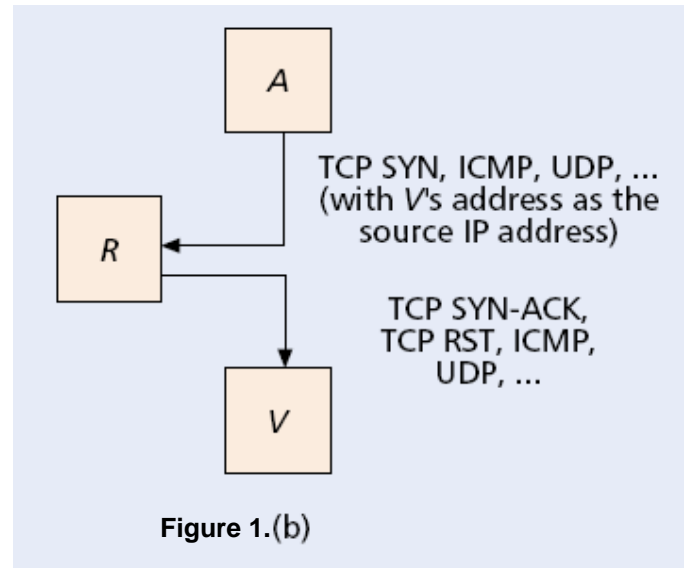 A
TCP SYN, ICMP, UDP, ...
(with V's address as the
source IP address)
R
TCP SYN-ACK,
TCP RST, ICMP,
UDP, ...
V
Figure 1.(b)